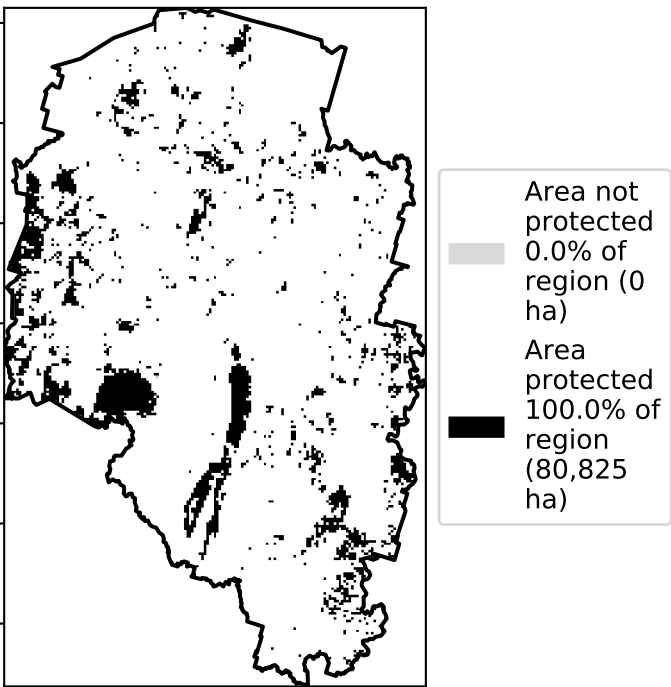 Area not
protected
0.0% of
region (0
ha)
Area
protected
100.0% of
region
(80,825
ha)